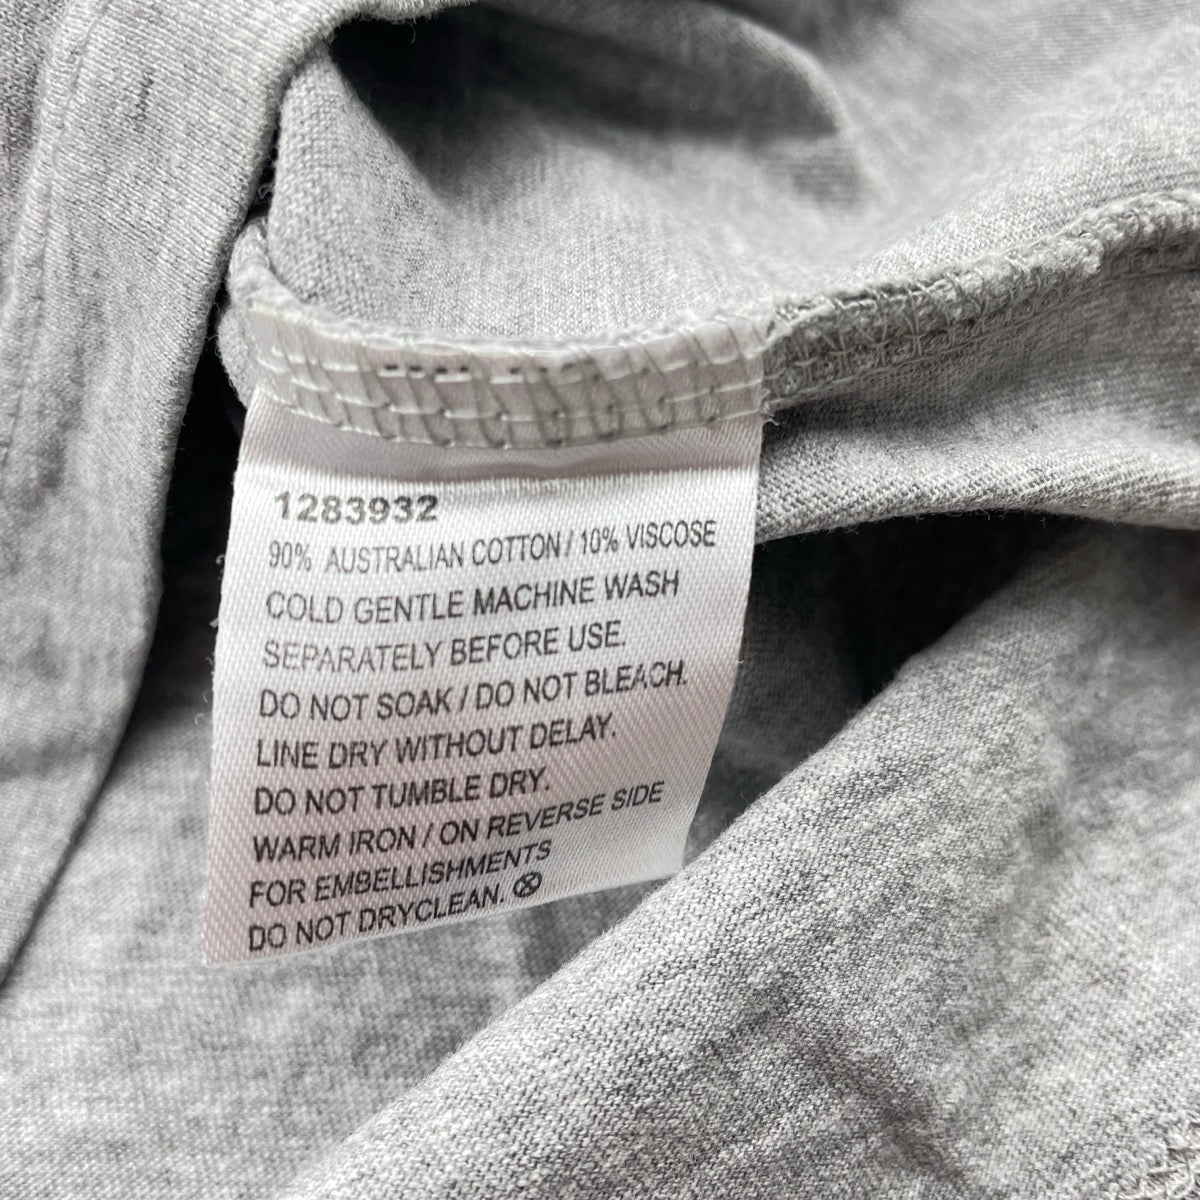 1283932
90% AUSTRALIAN COTTON / 10% VISCOSE
COLD GENTLE MACHINE WASH
SEPARATELY BEFORE USE.
DO NOT SOAK / DO NOT BLEACH.
LINE DRY WITHOUT DELAY.
DO NOT TUMBLE DRY.
WARM IRON / ON REVERSE SIDE
FOR EMBELLISHMENTS
DO NOT DRYCLEAN.